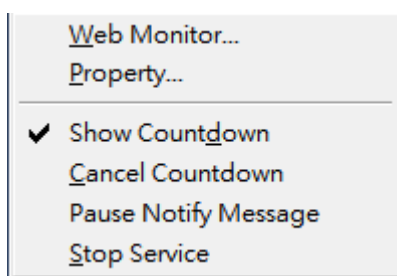 Web Monitor...
Property...
Show Countdown
Cancel Countdown
Pause Notify Message
Stop Service